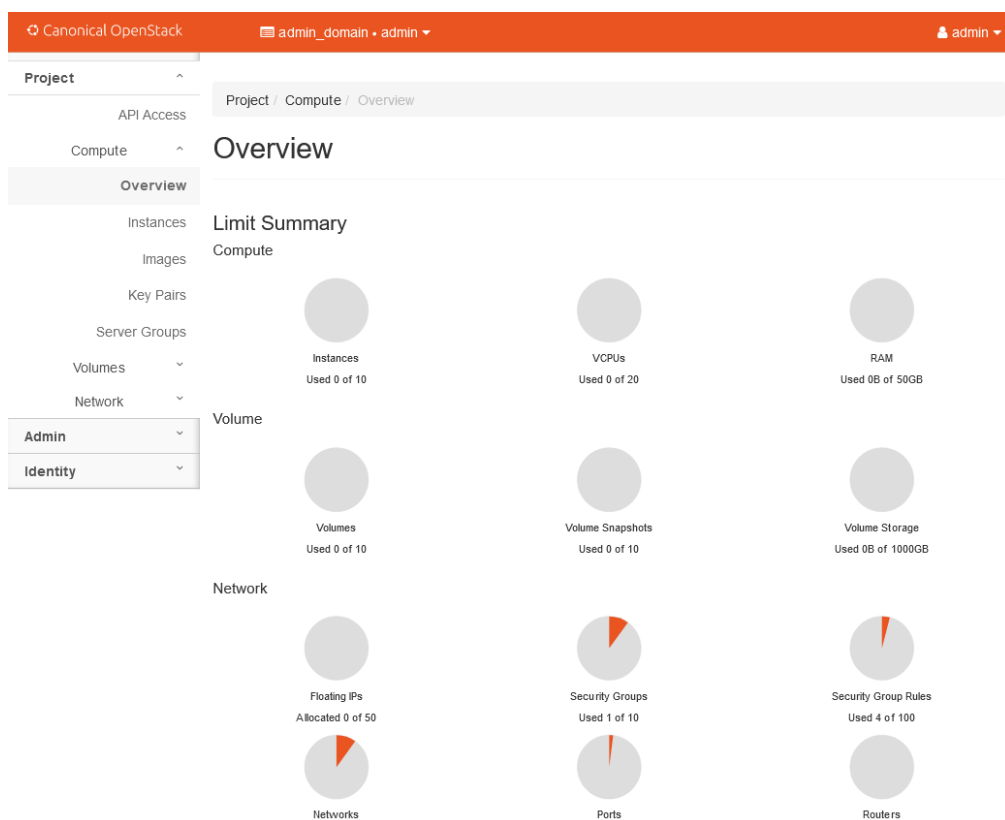 Canonical OpenStack
admin_domain • admin
admin
Project
API Access
Compute
Overview
Instances
Images
Key Pairs
Server Groups
Volumes
Network
Admin
Identity
Project / Compute / Overview
Overview
Limit Summary
Compute
Instances
Used 0 of 10
VCPUs
Used 0 of 20
RAM
Used 0B of 50GB
Volume
Volumes
Used 0 of 10
Volume Snapshots
Used 0 of 10
Volume Storage
Used 0B of 1000GB
Network
Floating IPs
Allocated 0 of 50
Security Groups
Used 1 of 10
Security Group Rules
Used 4 of 100
Networks
Ports
Routers